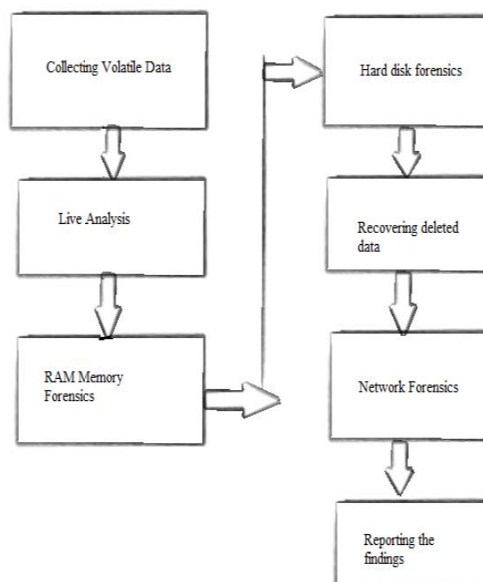 Collecting Volatile Data
Live Analysis
RAM Memory
Forensics
Hard disk forensics
Recovering deleted
data
Network Forensics
Reporting the
findings